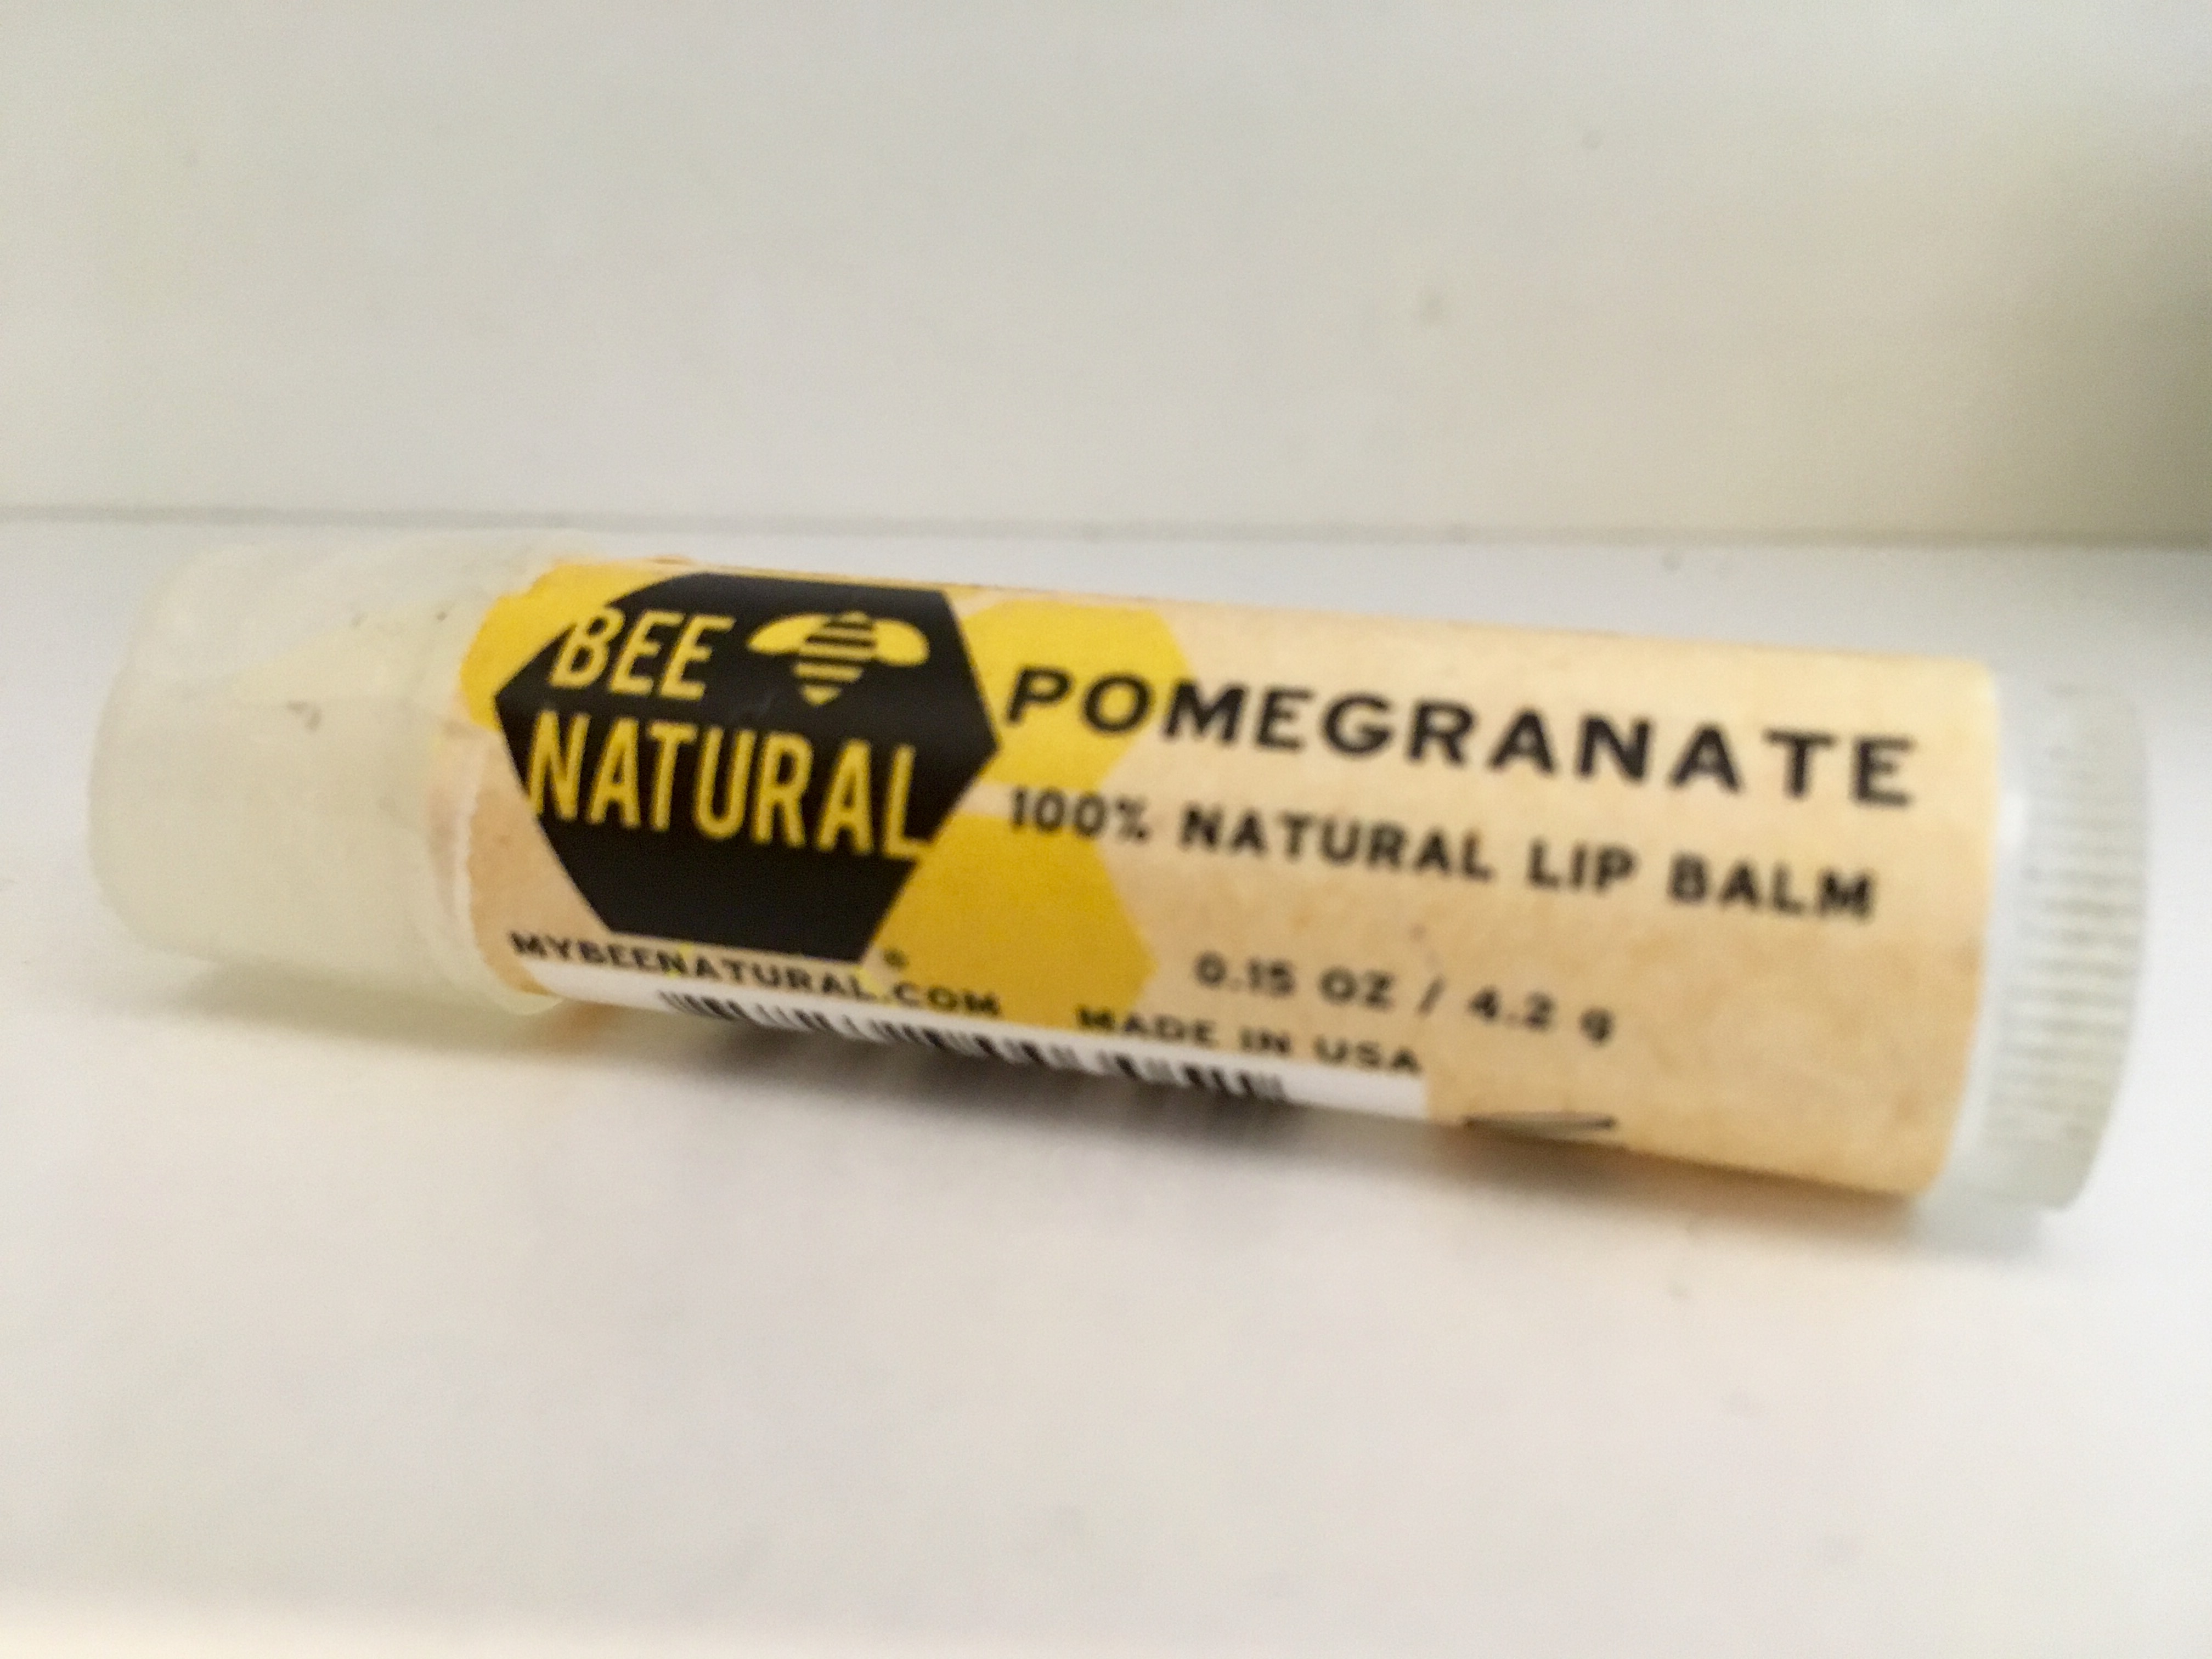 BEE
NATURAL
®
MYBEENATURAL.COM
POMEGRANATE
100% NATURAL LIP BALM
0.15 OZ / 4.2 g
MADE IN USA